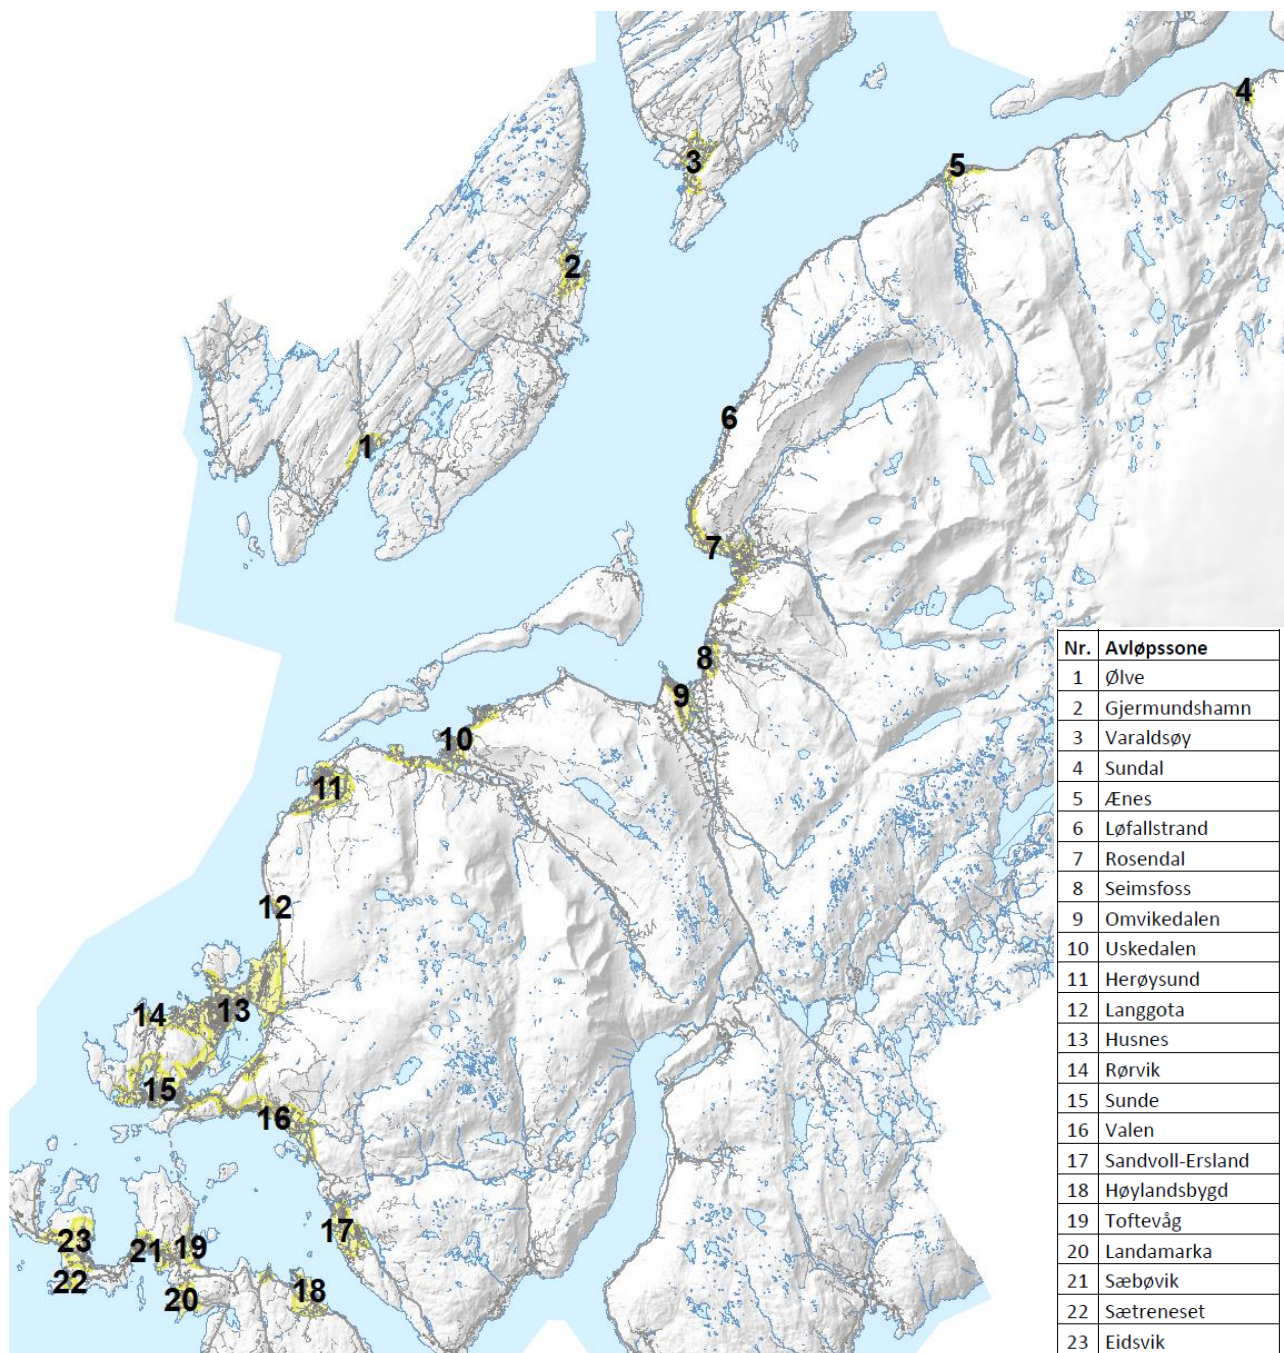 4
3
5
2
6
1
7
8
9
10
11
12
13
14
15
16
17
23
21
19
22
20
18
Nr. Avløpssone
1 Ølve
2 Gjermundshamn
3 Varaldsøy
4 Sundal
5 Ænes
6 Løfallstrand
7 Rosendal
8 Seimsfoss
9 Omvikedalen
10 Uskedalen
11 Herøysund
12 Langgota
13 Husnes
14 Rørvik
15 Sunde
16 Valen
17 Sandvoll-Ersland
18 Høylandsbygd
19 Toftevåg
20 Landamarka
21 Sæbøvik
22 Sætreneset
23 Eidsvik